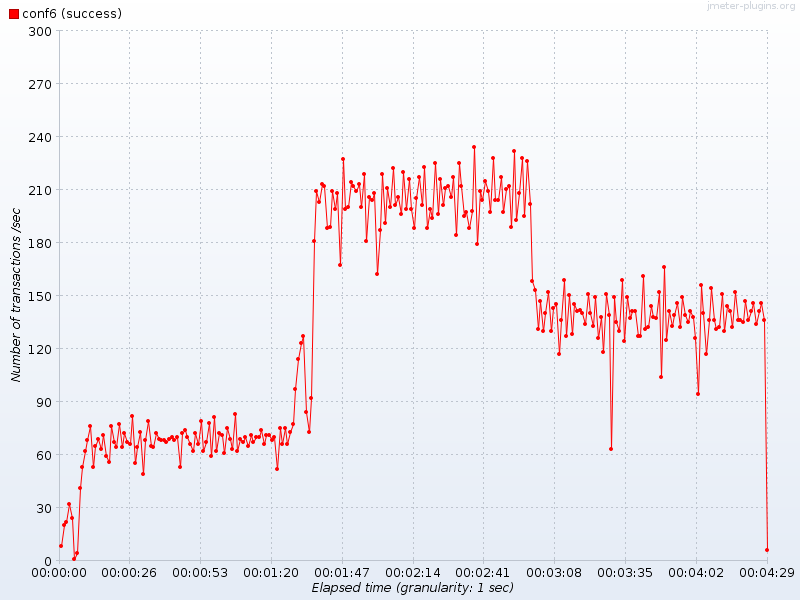 jmeter-plugins.org
conf6 (success)
300
270
240
210
180
150
120
90
60
30
0
Number of transactions /sec
00:00:00 00:00:26 00:00:53 00:01:20 00:01:47 00:02:14 00:02:41 00:03:08 00:03:35 00:04:02 00:04:29
Elapsed time (granularity: 1 sec)